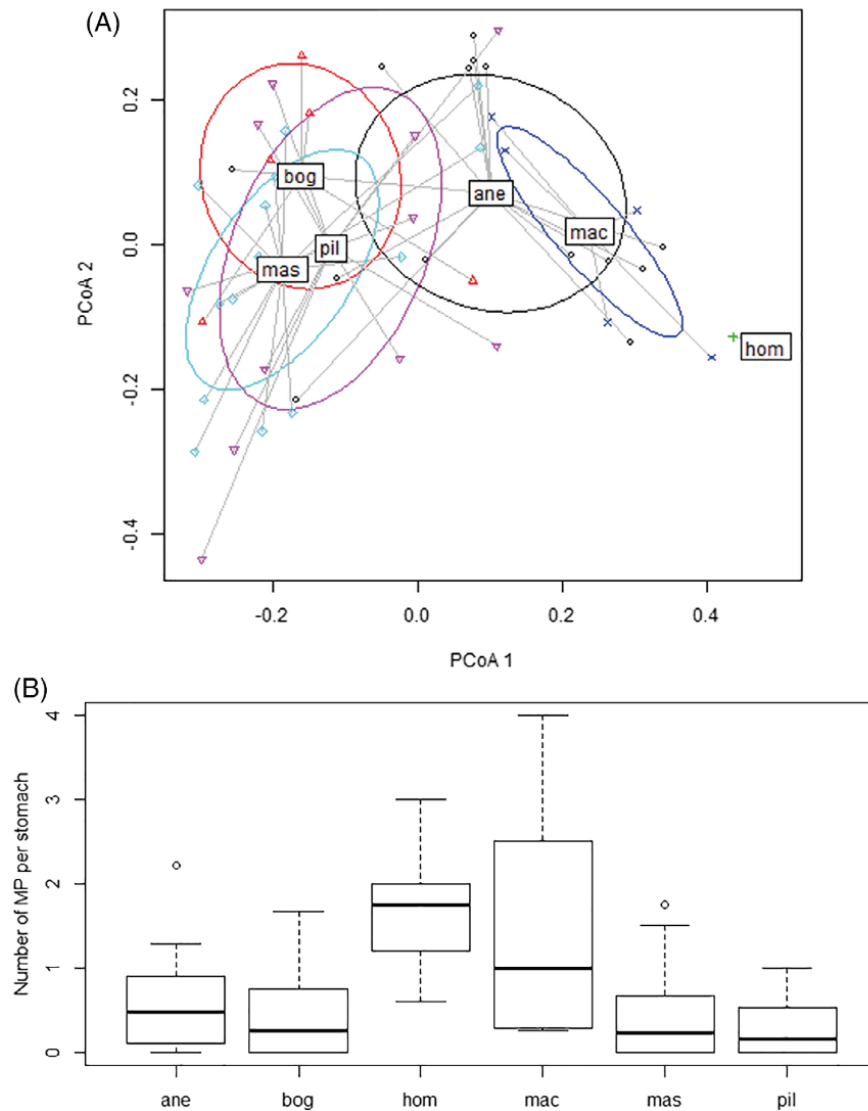 (A)
PCoA 2
0.2
0.0
-0.2
-0.4
bog
pil
mas
ane
mac
hom
-0.2 0.0 0.2 0.4
PCoA 1
(B)
Number of MP per stomach
4
3
2
1
0
ane bog hom mac mas pil